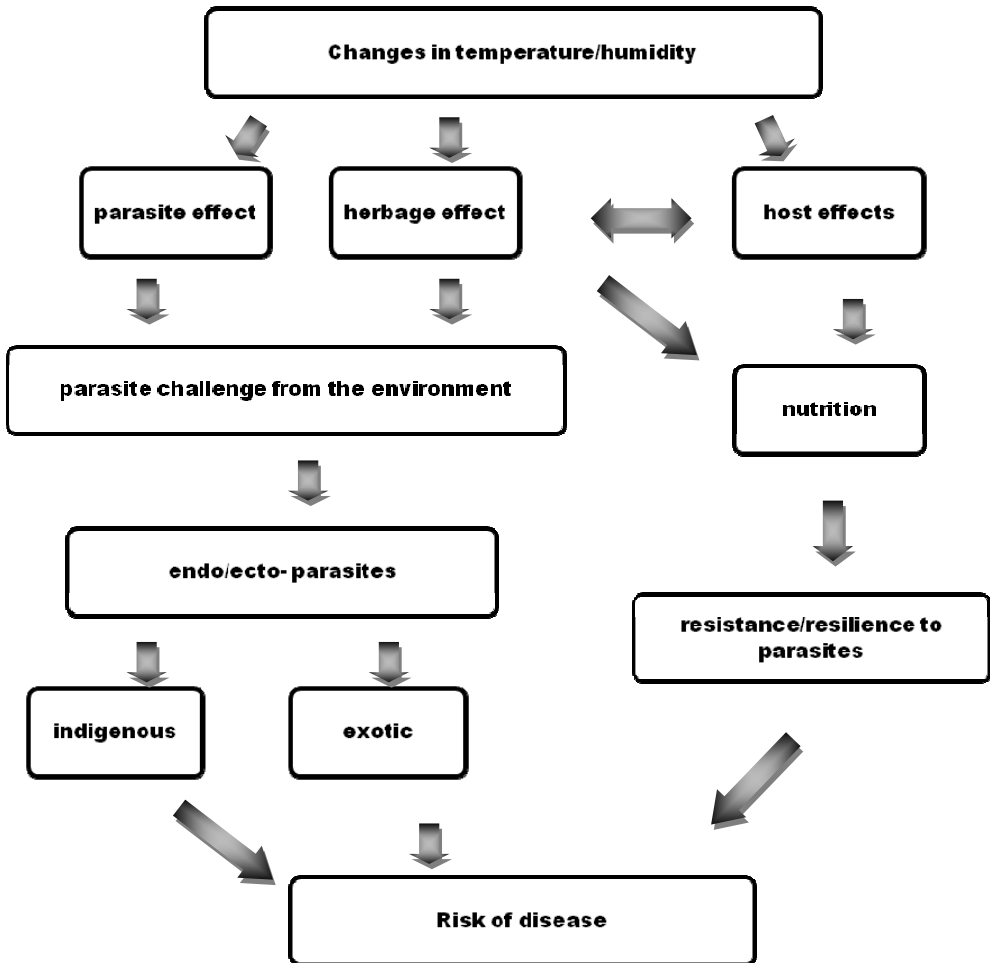 Changes in temperature/humidity
parasite effect
herbage effect
host effects
parasite challenge from the environment
nutrition
endo/ecto- parasites
resistance/resilience to
parasites
indigenous
exotic
Risk of disease